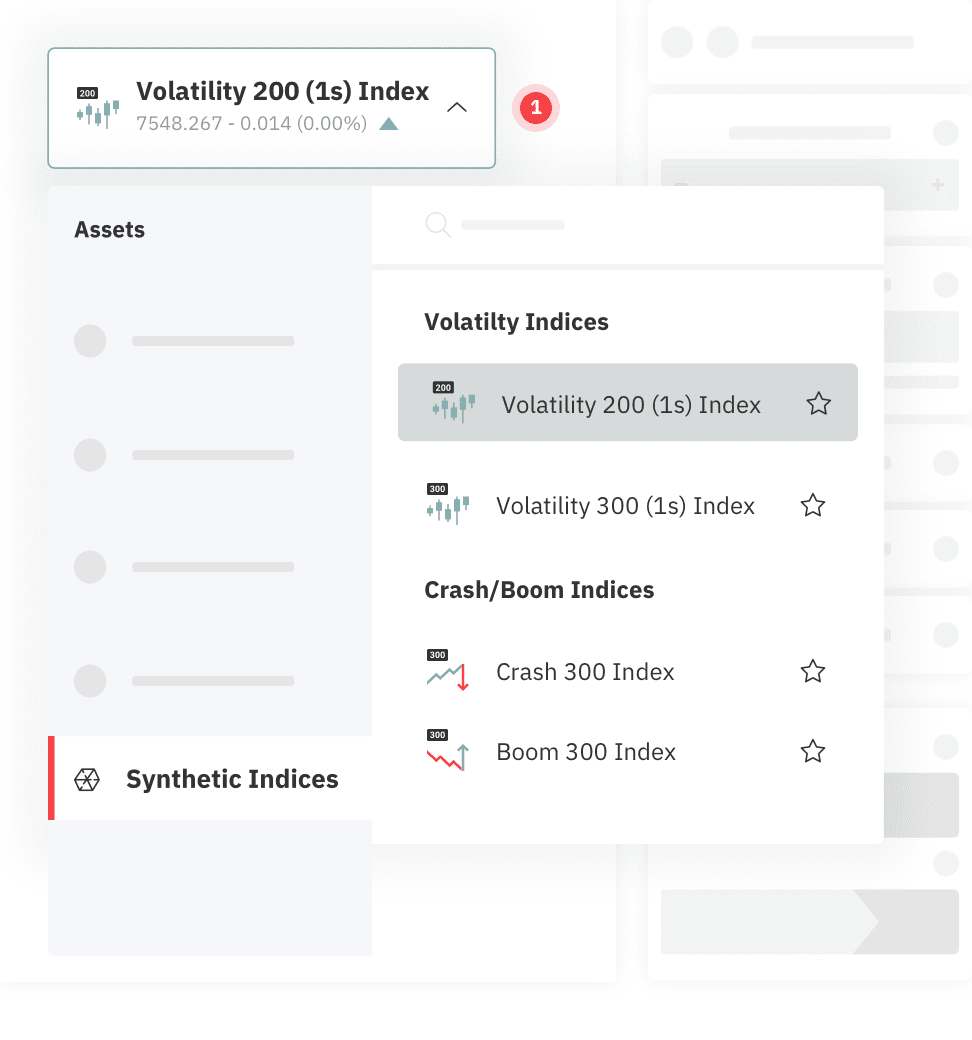 200
Volatility 200 (1s) Index
7548.267 - 0.014 (0.00%)
1
Assets
Synthetic Indices
Volatilty Indices
200
Volatility 200 (1s) Index
300
Volatility 300 (1s) Index
Crash/Boom Indices
300
Crash 300 Index
300
Boom 300 Index